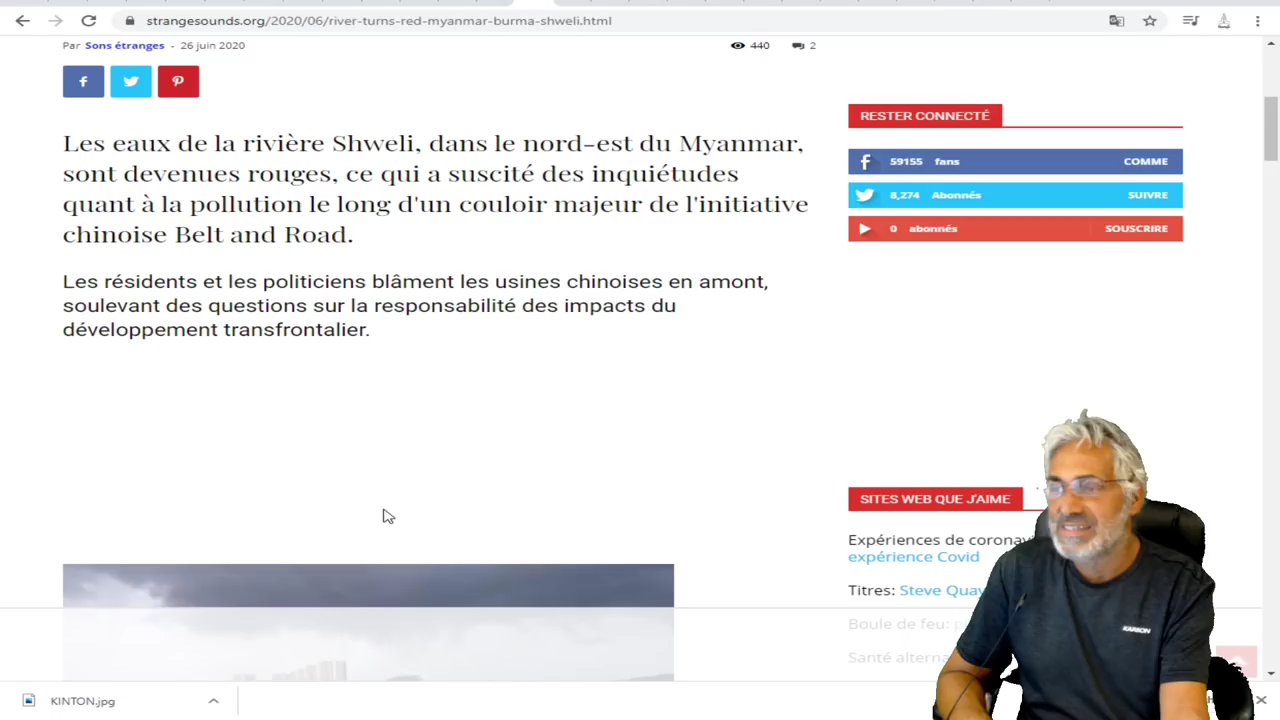 strangesounds.org/2020/06/river-turns-red-myanmar-burma-shweli.html
Par Sons étranges - 26 juin 2020
440
2
Les eaux de la rivière Shweli, dans le nord-est du Myanmar,
sont devenues rouges, ce qui a suscité des inquiétudes
quant à la pollution le long d'un couloir majeur de l'initiative
chinoise Belt and Road.
Les résidents et les politiciens blâment les usines chinoises en amont,
soulevant des questions sur la responsabilité des impacts du
développement transfrontalier.
RESTER CONNECTÉ
59155 fans COMME
8,274 Abonnés SUIVRE
0 abonnés SOUSCRIRE
SITES WEB QUE J'AIME
Expériences de
expérience Covid
Titres: Steve
Boule de feu:
Santé
KARSON
KINTON.jpg